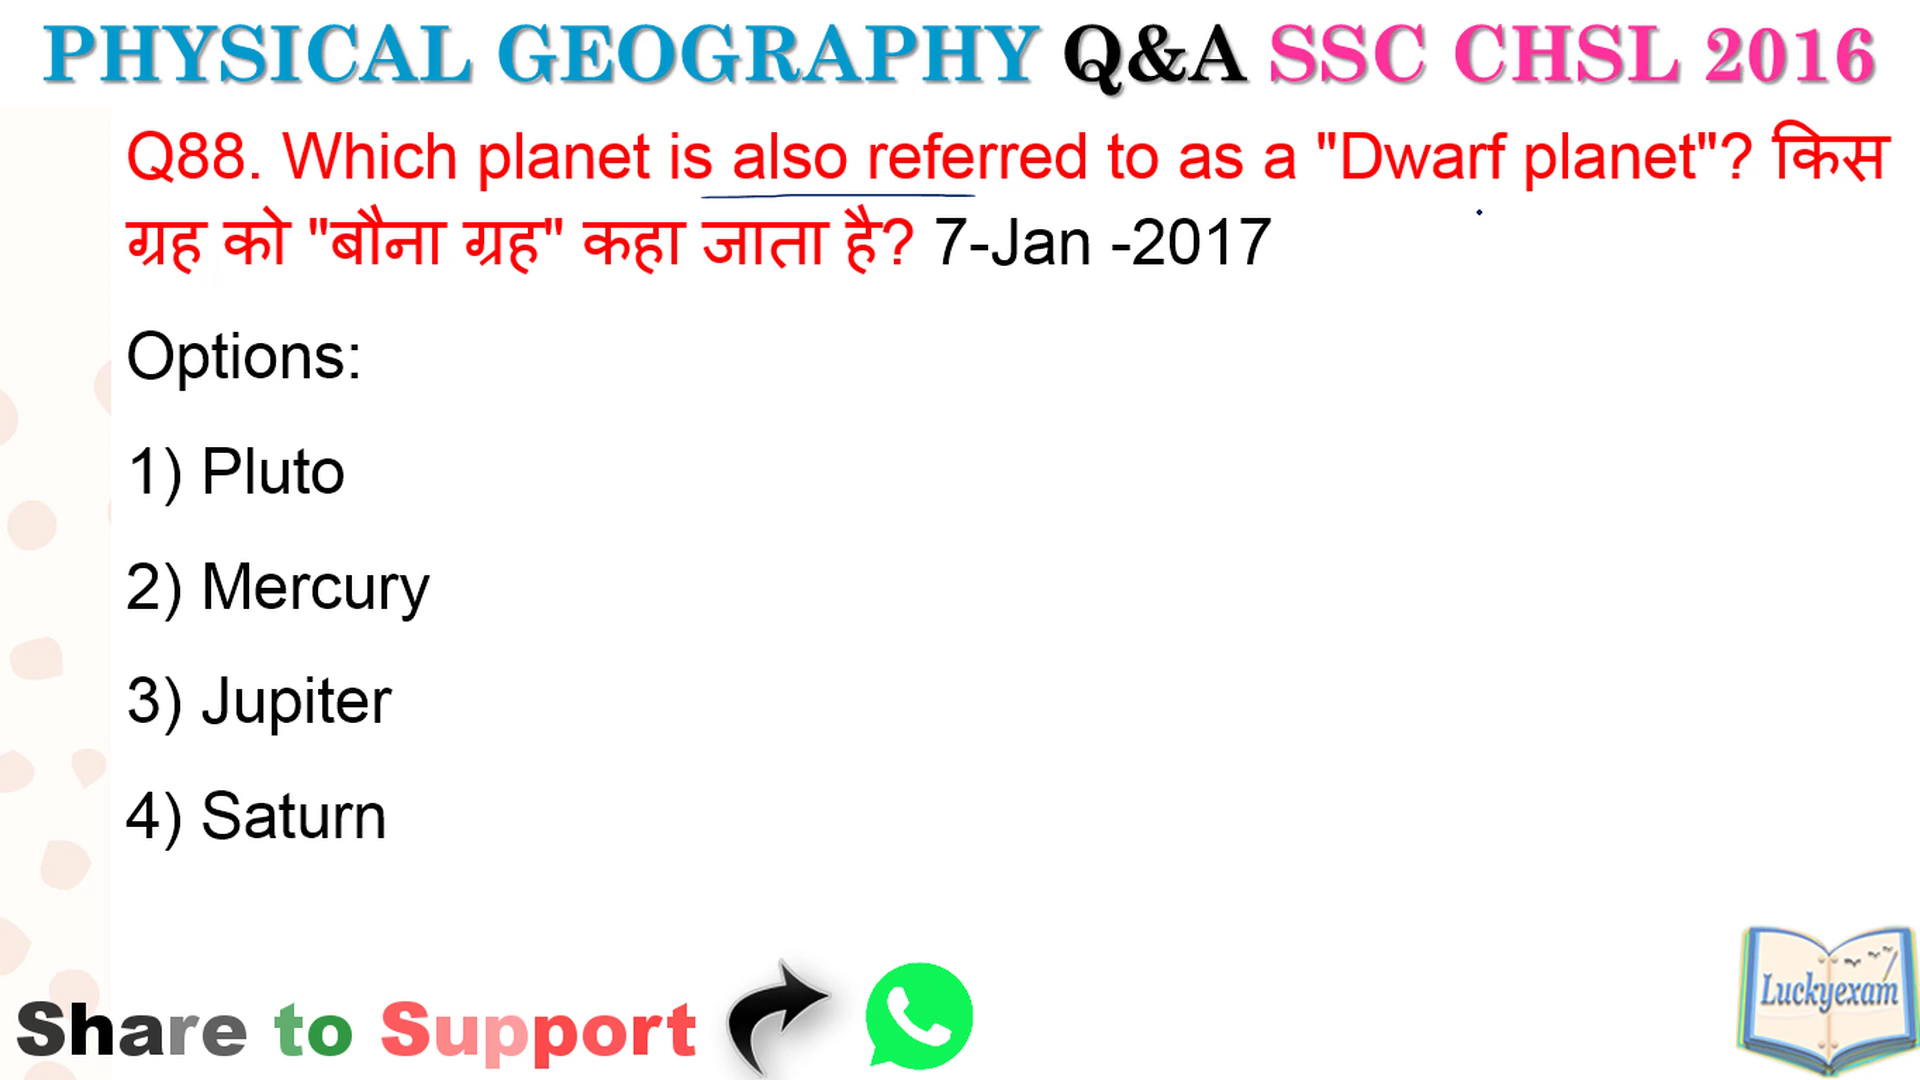 PHYSICAL GEOGRAPHY Q&A SSC CHSL 2016
Q88. Which planet is also referred to as a "Dwarf planet"? किस
ग्रह को "बौना ग्रह" कहा जाता है? 7-Jan -2017
Options:
1) Pluto
2) Mercury
3) Jupiter
4) Saturn
Share to Support
Luckyexam